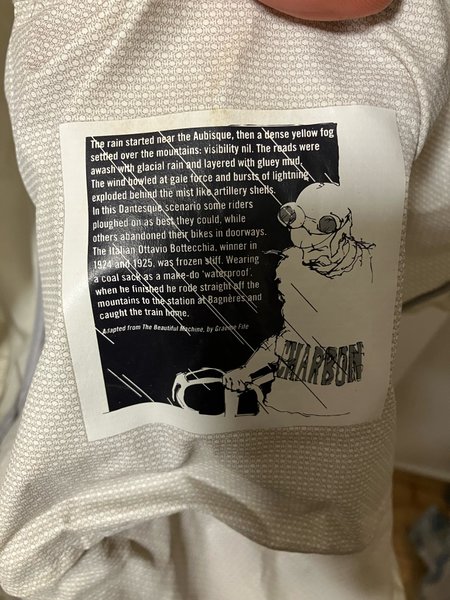 The rain started near the Aubisque, then a dense yellow fog
settled over the mountains: visibility nil. The roads were
awash with glacial rain and layered with gluey mud.
The wind howled at gale force and bursts of lightning
exploded behind the mist like artillery shells.
In this Dantesque scenario some riders
ploughed on as best they could, while
others abandoned their bikes in doorways.
The Italian Ottavio Bottecchia, winner in
1924 and 1925, was frozen stiff. Wearing
a coal sack as a make-do 'waterproof',
when he finished he rode straight off the
mountains to the station at Bagnères and
caught the train home.
Adapted from The Beautiful Machine, by Graeme Fife
CHARBON